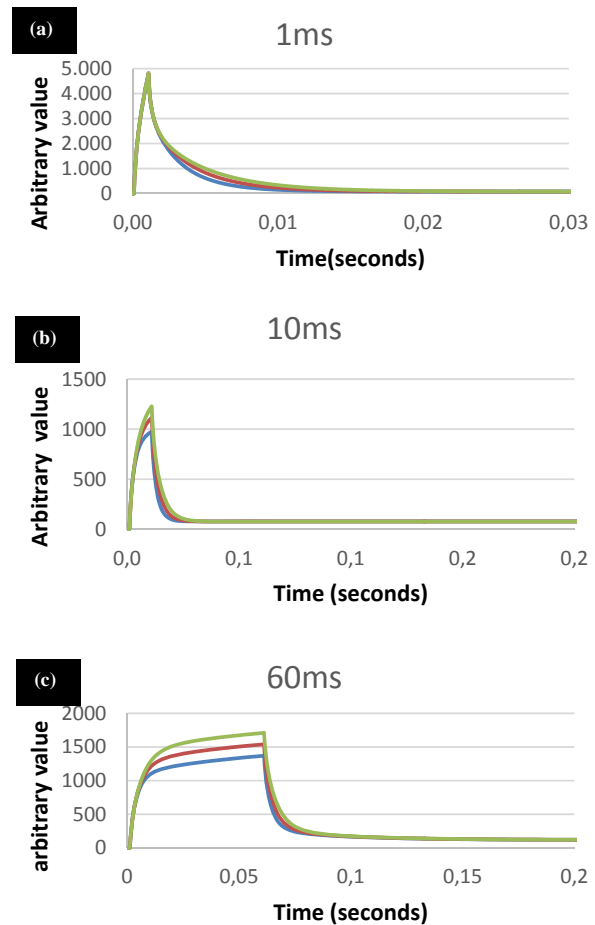 (a)
1ms
Arbitrary value
5.000
4.000
3.000
2.000
1.000
0
0,00 0,01 0,02 0,03
Time(seconds)
(b)
10ms
Arbitrary value
1500
1000
500
0
0,0 0,1 0,1 0,2 0,2
Time (seconds)
(c)
60ms
arbitrary value
2000
1500
1000
500
0
0 0,05 0,1 0,15 0,2
Time (seconds)